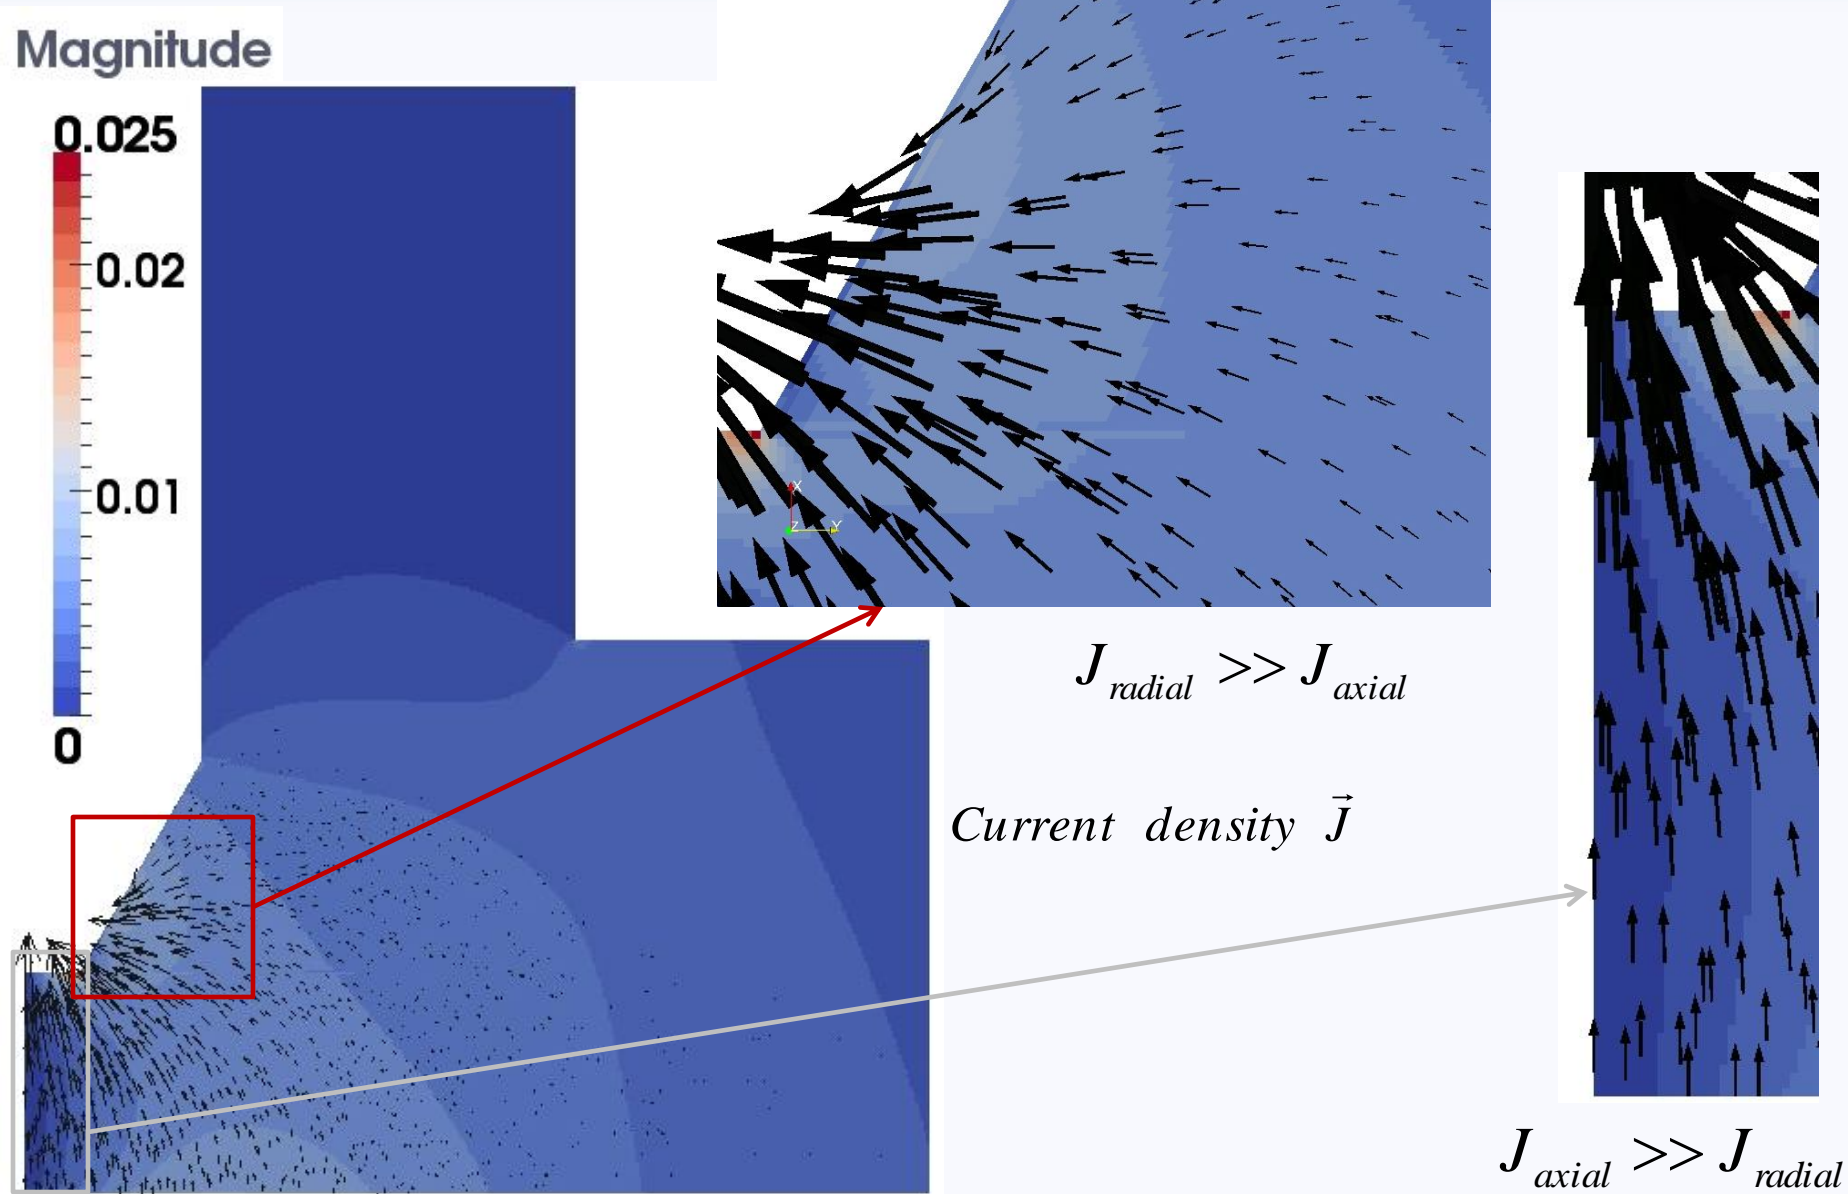 Magnitude
0.025
0.02
0.01
0
X
Z Y
J radial >> J axial
Current density J⃗
J axial >> J radial